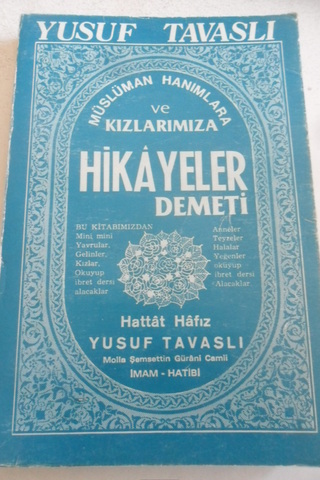 YUSUF TAVASLI
MÜSLÜMAN HANIMLARA
ve
KIZLARIMIZA
HİKÂYELER
DEMETİ
BU KİTABIMIZDAN
Mini mini
Yavrular,
Gelinler,
Kızlar,
Okuyup
ibret dersi
alacaklar
Anneler
Teyzeler
Halalar
Yeğenler
okuyup
ibret dersi
Alacaklar.
Hattât Hâfız
YUSUF TAVASLI
Molla Şemsettin Gürâni Camii
İMAM - HATİBİ